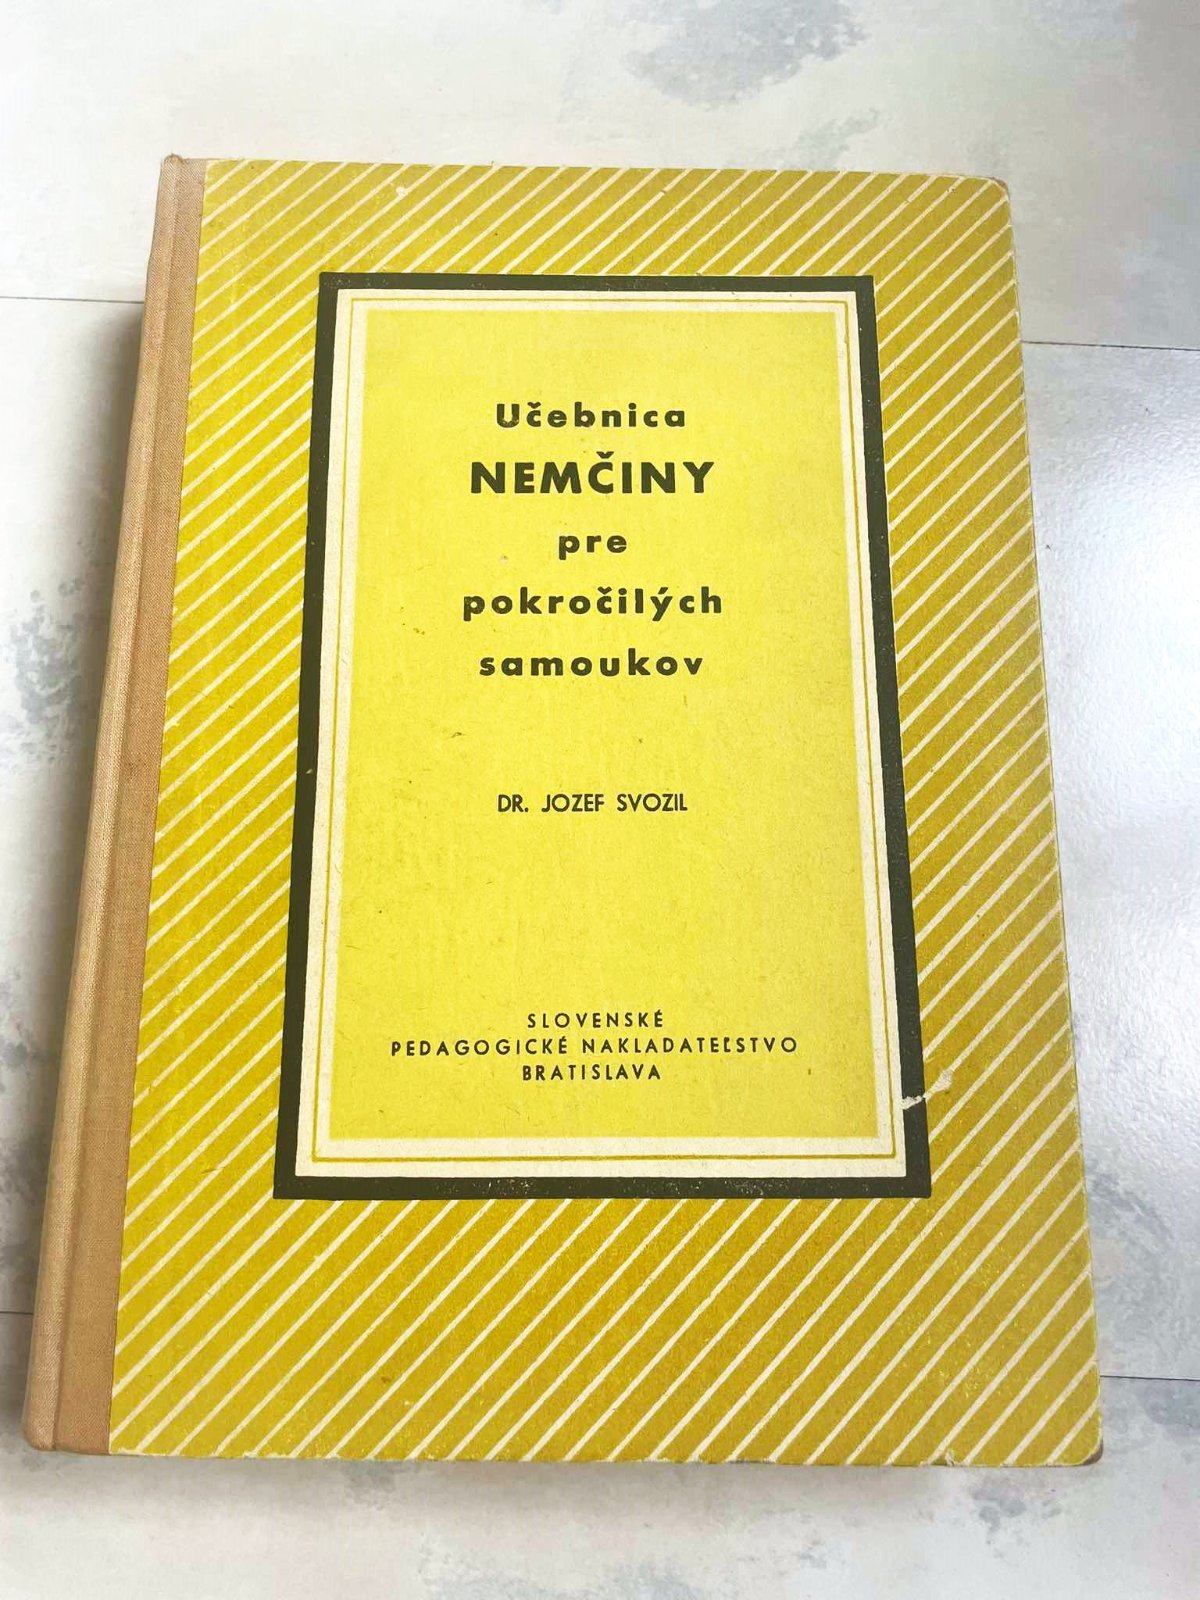 Učebnica
NEMČINY
pre
pokročilých
samoukov
DR. JOZEF SVOZIL
SLOVENSKÉ
PEDAGOGICKÉ NAKLADATEĽSTVO
BRATISLAVA